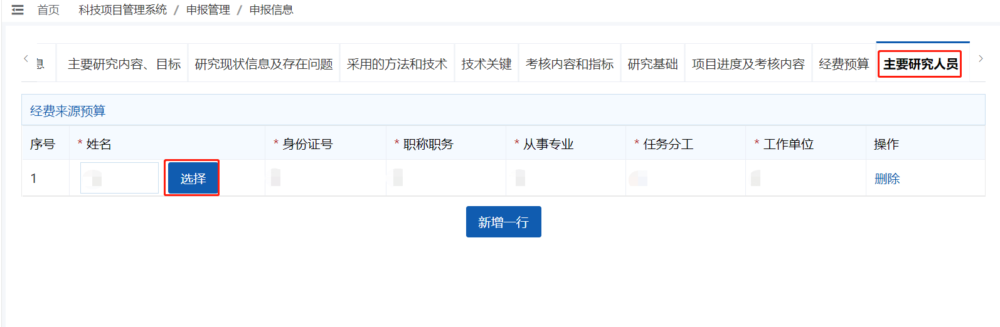 首页 科技项目管理系统 / 申报管理 / 申报信息
息 主要研究内容、目标 研究现状信息及存在问题 采用的方法和技术 技术关键 考核内容和指标 研究基础 项目进度及考核内容 经费预算 主要研究人员
经费来源预算
序号 * 姓名 * 身份证号 * 职称职务 * 从事专业 * 任务分工 * 工作单位 操作
1 选择 删除
新增一行